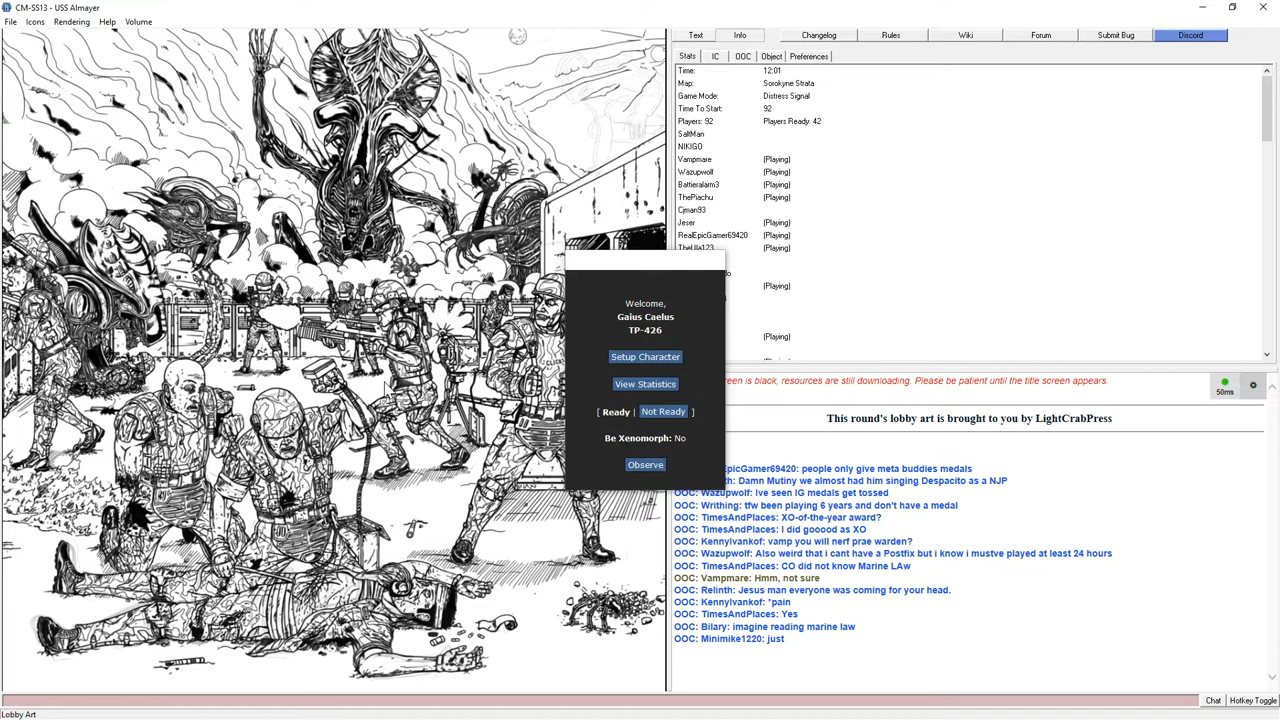 CM-SS13 - USS Almayer
File Icons Rendering Help Volume
Text Info Changelog Rules Wiki Forum Submit Bug Discord
Stats IC OOC Object Preferences
Time: 12:01
Map: Sorokyne Strata
Game Mode: Distress Signal
Time To Start: 92
Players: 92 Players Ready: 42
SaltMan
NIKIGO
Vampmare (Playing)
Wazupwolf (Playing)
Battieralarm3 (Playing)
ThePiachu (Playing)
Cjman93
Jeser (Playing)
RealEpicGamer69420 (Playing)
TheUla123 (Playing)
(Playing)
(Playing)
Welcome,
Gaius Caelus
TP-426
Setup Character
View Statistics
[ Ready | Not Ready ]
Be Xenomorph: No
Observe
reen is black, resources are still downloading. Please be patient until the title screen appears.
50ms
This round's lobby art is brought to you by LightCrabPress
EpicGamer69420: people only give meta buddies medals
th: Damn Mutiny we almost had him singing Despacito as a NJP
OOC: Wazupwolf: Ive seen IG medals get tossed
OOC: Writhing: tfw been playing 6 years and don't have a medal
OOC: TimesAndPlaces: XO-of-the-year award?
OOC: TimesAndPlaces: I did gooood as XO
OOC: KennyIvankof: vamp you will nerf prae warden?
OOC: Wazupwolf: Also weird that i cant have a Postfix but i know i mustve played at least 24 hours
OOC: TimesAndPlaces: CO did not know Marine LAw
OOC: Vampmare: Hmm, not sure
OOC: Relinth: Jesus man everyone was coming for your head.
OOC: KennyIvankof: *pain
OOC: TimesAndPlaces: Yes
OOC: Bilary: imagine reading marine law
OOC: Minimike1220: just
Chat Hotkey Toggle
Lobby Art